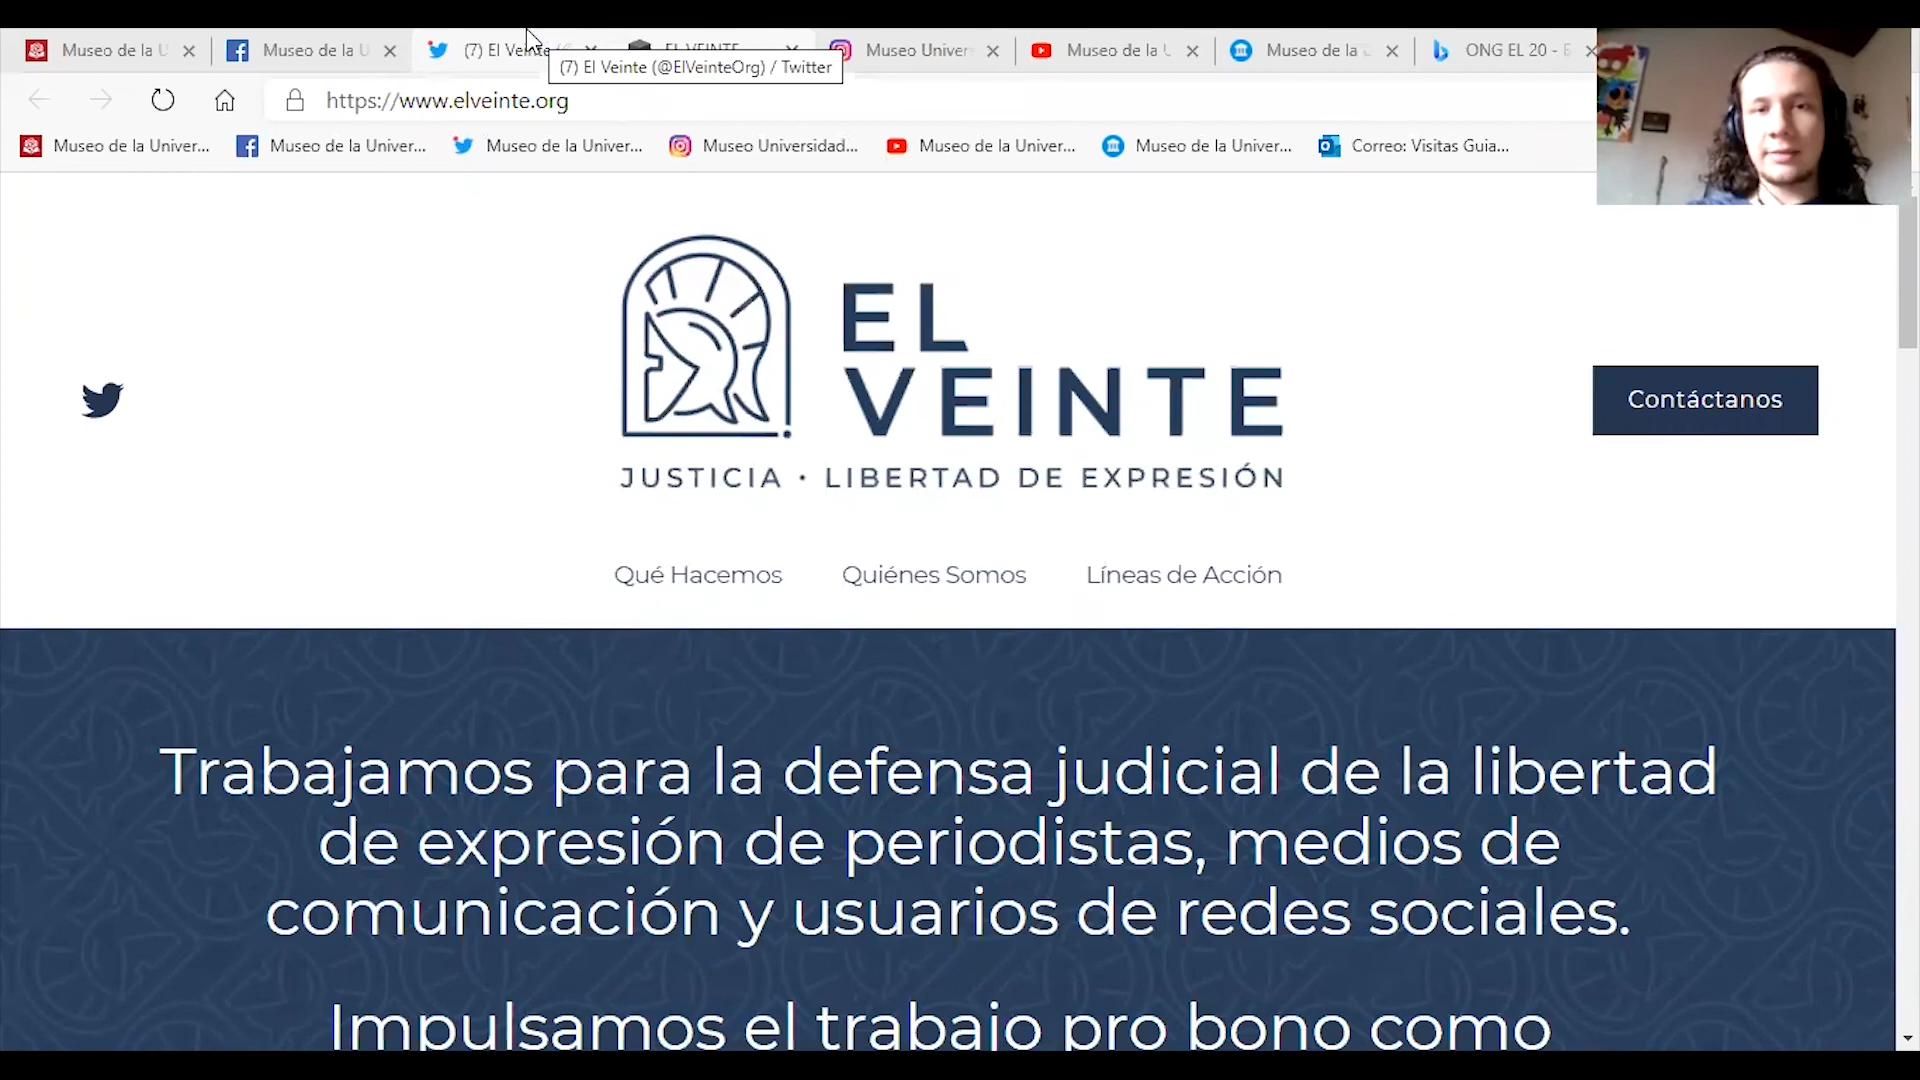 Museo de la U
Museo de la U
(7) El Veinte (@
EL VEINTE
Museo Univer
Museo de la U
Museo de la
ONG EL 20 -
(7) El Veinte (@ElVeinteOrg) / Twitter
https://www.elveinte.org
Museo de la Univer...
Museo de la Univer...
Museo de la Univer...
Museo Universidad...
Museo de la Univer...
Museo de la Univer...
Correo: Visitas Guia...
EL
VEINTE
JUSTICIA · LIBERTAD DE EXPRESIÓN
Contáctanos
Qué Hacemos
Quiénes Somos
Líneas de Acción
Trabajamos para la defensa judicial de la libertad
de expresión de periodistas, medios de
comunicación y usuarios de redes sociales.
Impulsamos el trabajo pro bono como